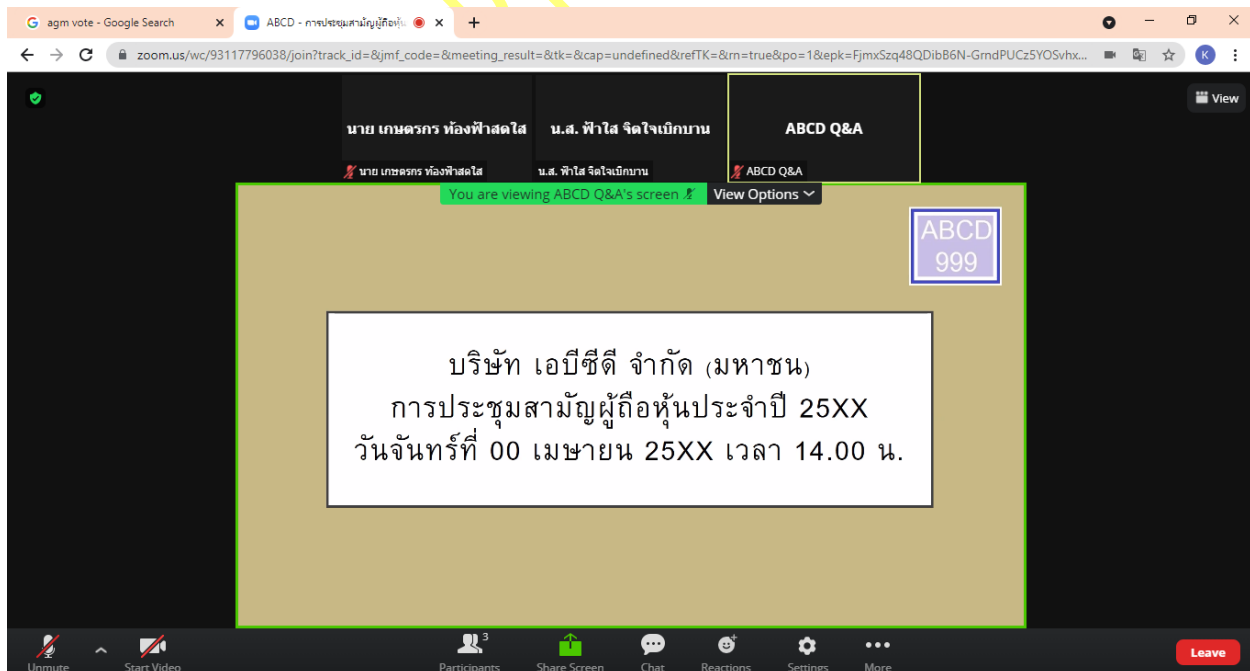 agm vote - Google Search
ABCD - การประชุมสามัญผู้ถือหุ้น
zoom.us/wc/93117796038/join?track_id=&jmf_code=&meeting_result=&tk=&cap=undefined&refTK=&rn=true&po=1&epk=FjmxSzq48QDibB6N-GrndPUCz5YOSvhx...
K
View
นาย เกษตรกร ท้องฟ้าสดใส
น.ส. ฟ้าใส จิตใจเบิกบาน
ABCD Q&A
นาย เกษตรกร ท้องฟ้าสดใส
น.ส. ฟ้าใส จิตใจเบิกบาน
ABCD Q&A
You are viewing ABCD Q&A's screen
View Options
ABCD
999
บริษัท เอบีซีดี จำกัด (มหาชน)
การประชุมสามัญผู้ถือหุ้นประจำปี 25XX
วันจันทร์ที่ 00 เมษายน 25XX เวลา 14.00 น.
Unmute
Start Video
Participants
3
Share Screen
Chat
Reactions
Settings
More
Leave